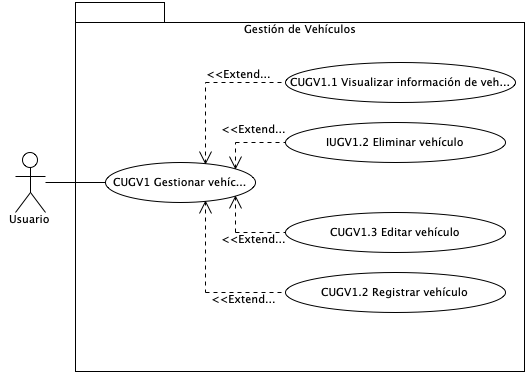 Gestión de Vehículos
<<Extend...
CUGV1.1 Visualizar información de veh...
<<Extend...
IUGV1.2 Eliminar vehículo
CUGV1 Gestionar vehíc...
Usuario
CUGV1.3 Editar vehículo
<<Extend...
CUGV1.2 Registrar vehículo
<<Extend...